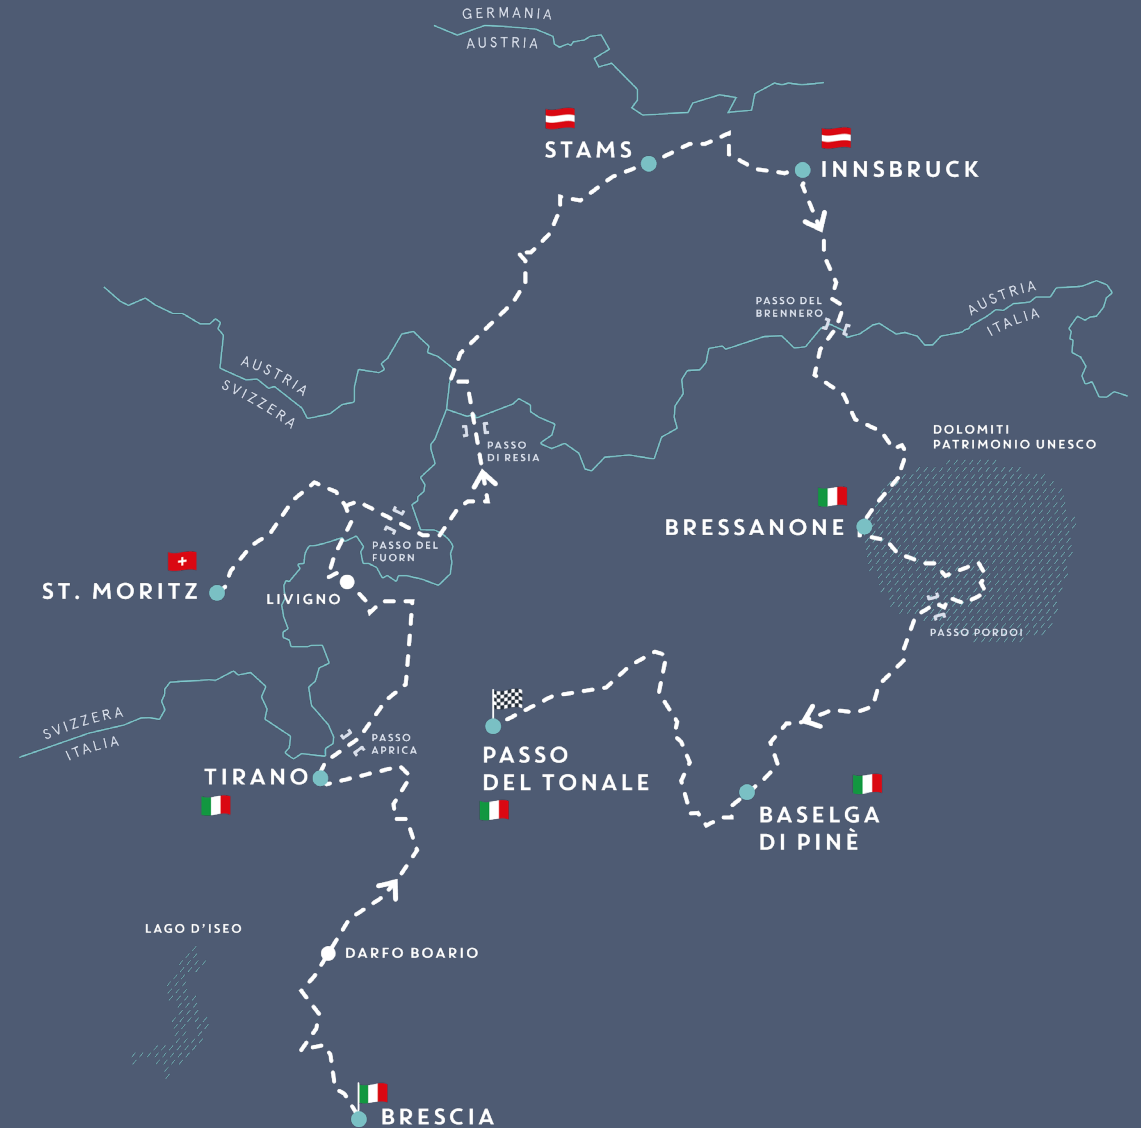 GERMANIA
AUSTRIA
STAMS
INNSBRUCK
PASSO DEL
BRENNERO
AUSTRIA
ITALIA
AUSTRIA
SVIZZERA
DOLOMITI
PATRIMONIO UNESCO
PASSO
DI RESIA
BRESSANONE
PASSO DEL
FUORN
ST. MORITZ
LIVIGNO
PASSO PORDOI
SVIZZERA
ITALIA
PASSO
APRICA
TIRANO
PASSO
DEL TONALE
BASELGA
DI PINÈ
LAGO D'ISEO
DARFO BOARIO
BRESCIA